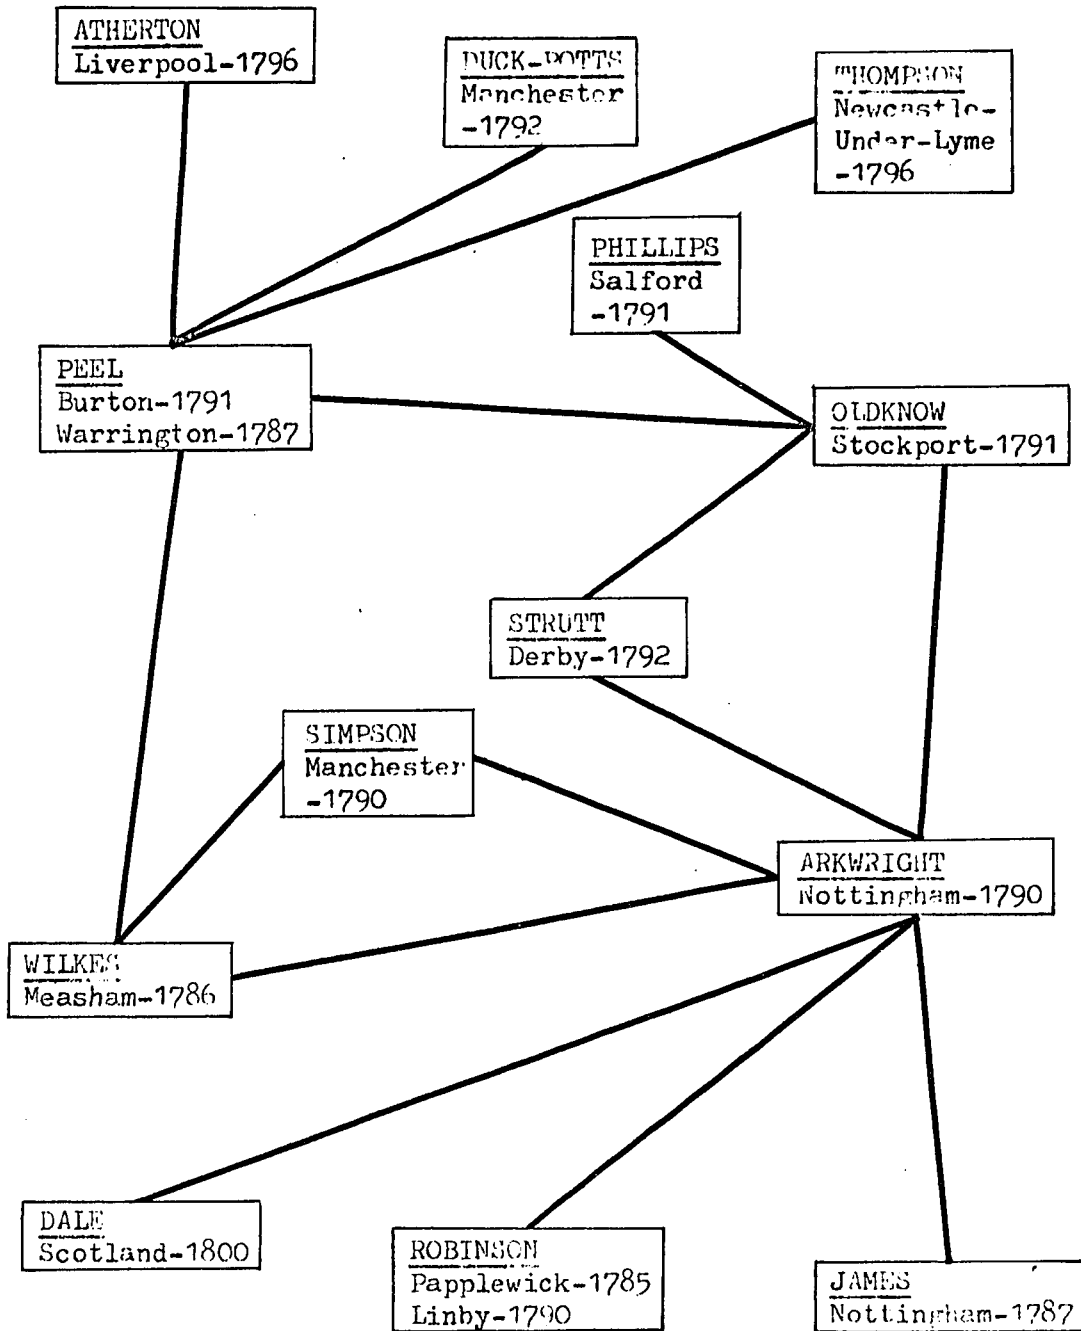 ATHERTON
Liverpool-1796
DUCK-POTTS
Manchester
-1792
THOMPSON
Newcastle-
Under-Lyme
-1796
PHILLIPS
Salford
-1791
PEEL
Burton-1791
Warrington-1787
OLDKNOW
Stockport-1791
STRUTT
Derby-1792
SIMPSON
Manchester
-1790
ARKWRIGHT
Nottingham-1790
WILKES
Measham-1786
DALE
Scotland-1800
ROBINSON
Papplewick-1785
Linby-1790
JAMES
Nottingham-1787